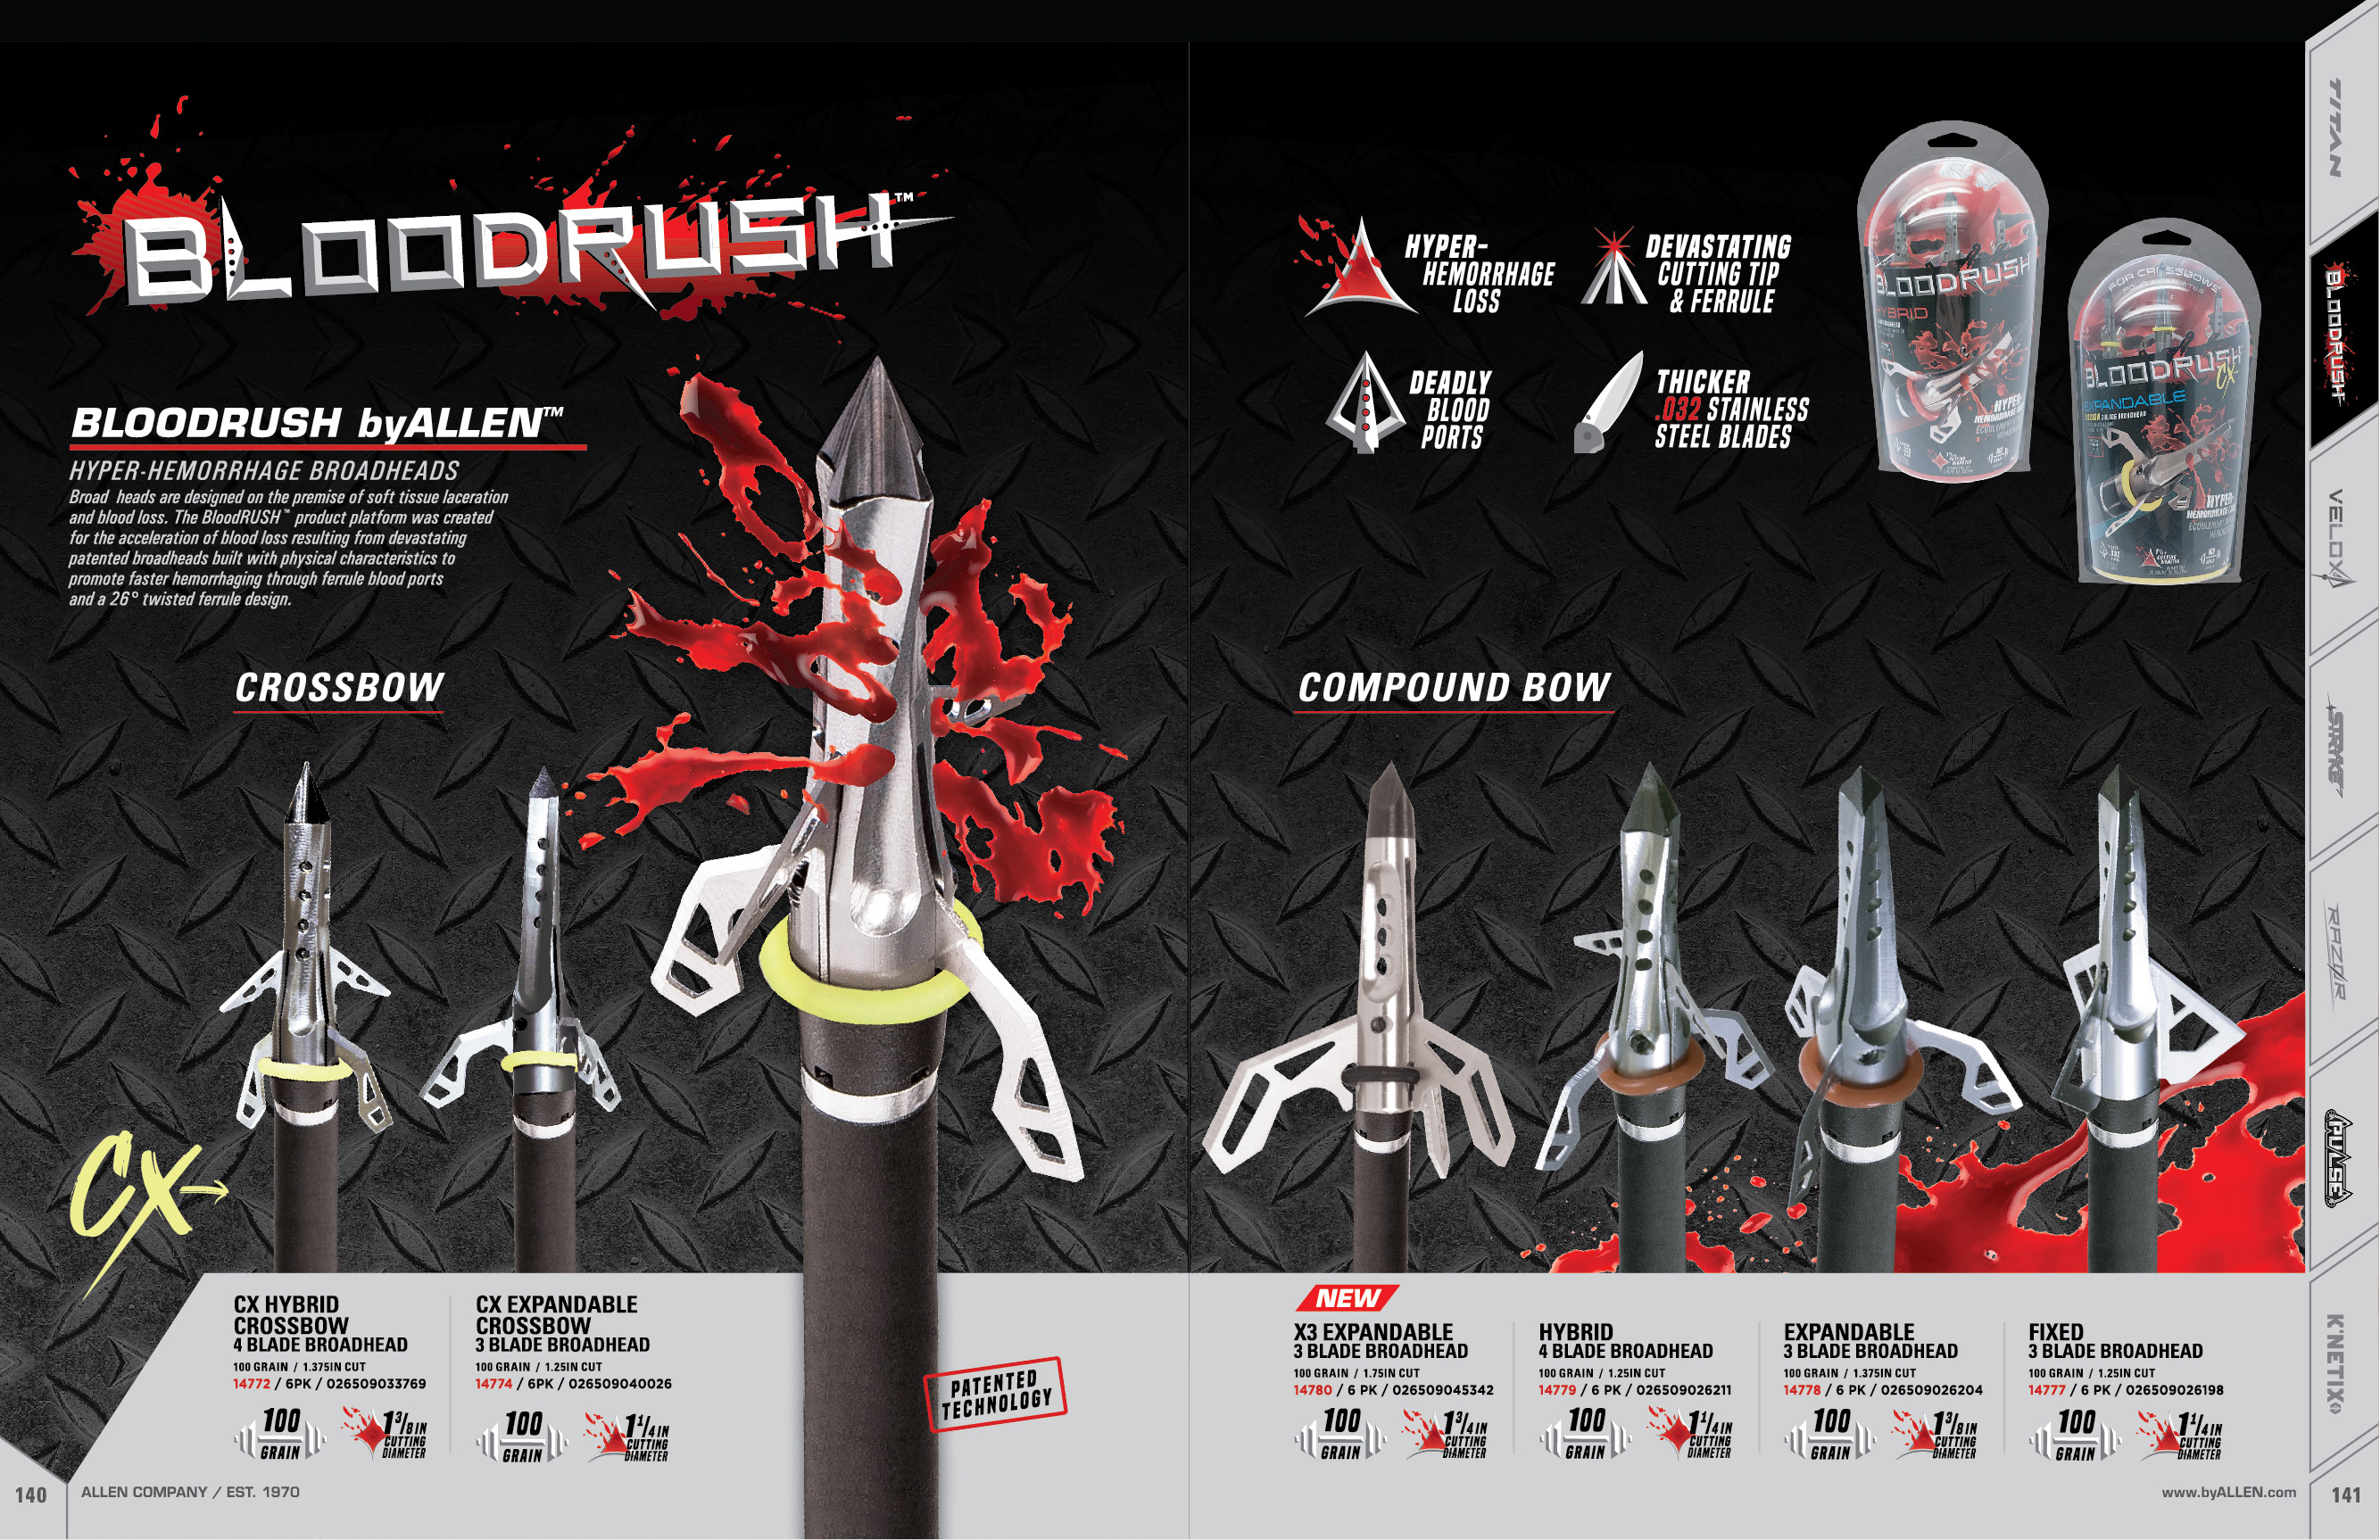 BLOODRUSH™
BLOODRUSH byALLEN™
HYPER-HEMORRHAGE BROADHEADS
Broad heads are designed on the premise of soft tissue laceration
and blood loss. The BloodRUSH™ product platform was created
for the acceleration of blood loss resulting from devastating
patented broadheads built with physical characteristics to
promote faster hemorrhaging through ferrule blood ports
and a 26° twisted ferrule design.
CROSSBOW
CX
CX HYBRID
CROSSBOW
4 BLADE BROADHEAD
100 GRAIN / 1.375IN CUT
14772 / 6PK / 026509033769
100
GRAIN
1 3/8 IN
CUTTING
DIAMETER
CX EXPANDABLE
CROSSBOW
3 BLADE BROADHEAD
100 GRAIN / 1.25IN CUT
14774 / 6PK / 026509040026
100
GRAIN
1 1/4 IN
CUTTING
DIAMETER
PATENTED
TECHNOLOGY
140
ALLEN COMPANY / EST. 1970
HYPER-
HEMORRHAGE
LOSS
DEVASTATING
CUTTING TIP
& FERRULE
DEADLY
BLOOD
PORTS
THICKER
.032 STAINLESS
STEEL BLADES
BLOODRUSH
HYBRID
HYPER-
FOR CROSSBOWS
BLOODRUSH
CX
EXPANDABLE
3 BLADE BROADHEAD
HYPER-
COMPOUND BOW
NEW
X3 EXPANDABLE
3 BLADE BROADHEAD
100 GRAIN / 1.75IN CUT
14780 / 6 PK / 026509045342
100
GRAIN
1 3/4 IN
CUTTING
DIAMETER
HYBRID
4 BLADE BROADHEAD
100 GRAIN / 1.25IN CUT
14779 / 6 PK / 026509026211
100
GRAIN
1 1/4 IN
CUTTING
DIAMETER
EXPANDABLE
3 BLADE BROADHEAD
100 GRAIN / 1.375IN CUT
14778 / 6 PK / 026509026204
100
GRAIN
1 3/8 IN
CUTTING
DIAMETER
FIXED
3 BLADE BROADHEAD
100 GRAIN / 1.25IN CUT
14777 / 6 PK / 026509026198
100
GRAIN
1 1/4 IN
CUTTING
DIAMETER
www.byALLEN.com
141
TITAN
BLOODRUSH
VELOX
STRYKE
RAZOR
PULSE
K'NETIX